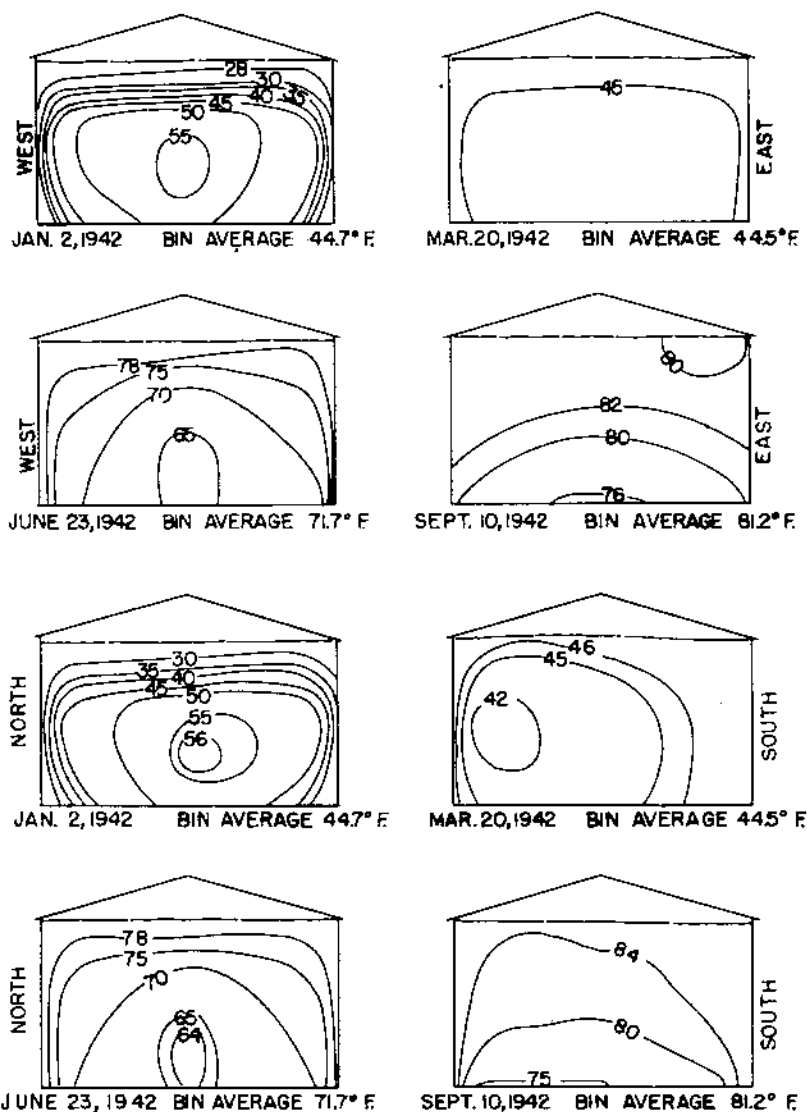 28
30
45 40 35
50
55
WEST
JAN. 2, 1942 BIN AVERAGE 44.7° F.
46
EAST
MAR. 20, 1942 BIN AVERAGE 44.5° F.
78 75
70
65
WEST
JUNE 23, 1942 BIN AVERAGE 71.7° F.
82
80
76
EAST
SEPT. 10, 1942 BIN AVERAGE 81.2° F.
30
35 40
45 50
55
56
NORTH
JAN. 2, 1942 BIN AVERAGE 44.7° F.
46
45
42
SOUTH
MAR. 20, 1942 BIN AVERAGE 44.5° F.
78
75
70
65
64
NORTH
JUNE 23, 1942 BIN AVERAGE 71.7° F.
84
80
75
SOUTH
SEPT. 10, 1942 BIN AVERAGE 81.2° F.